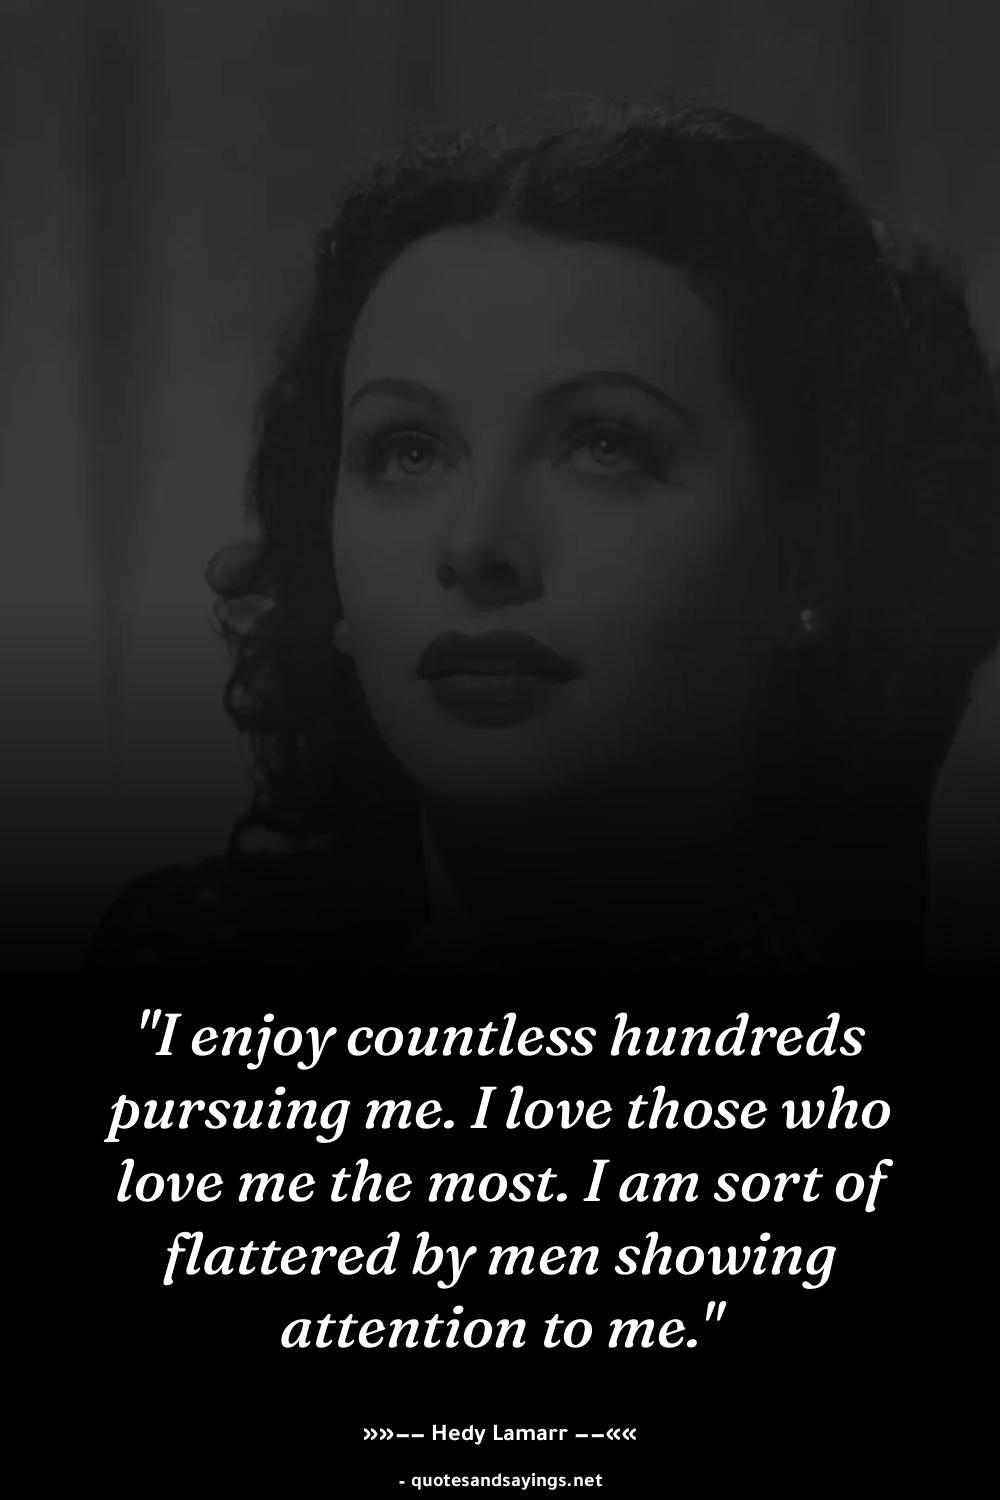 "I enjoy countless hundreds
pursuing me. I love those who
love me the most. I am sort of
flattered by men showing
attention to me."
»»-- Hedy Lamarr --««
- quotesandsayings.net